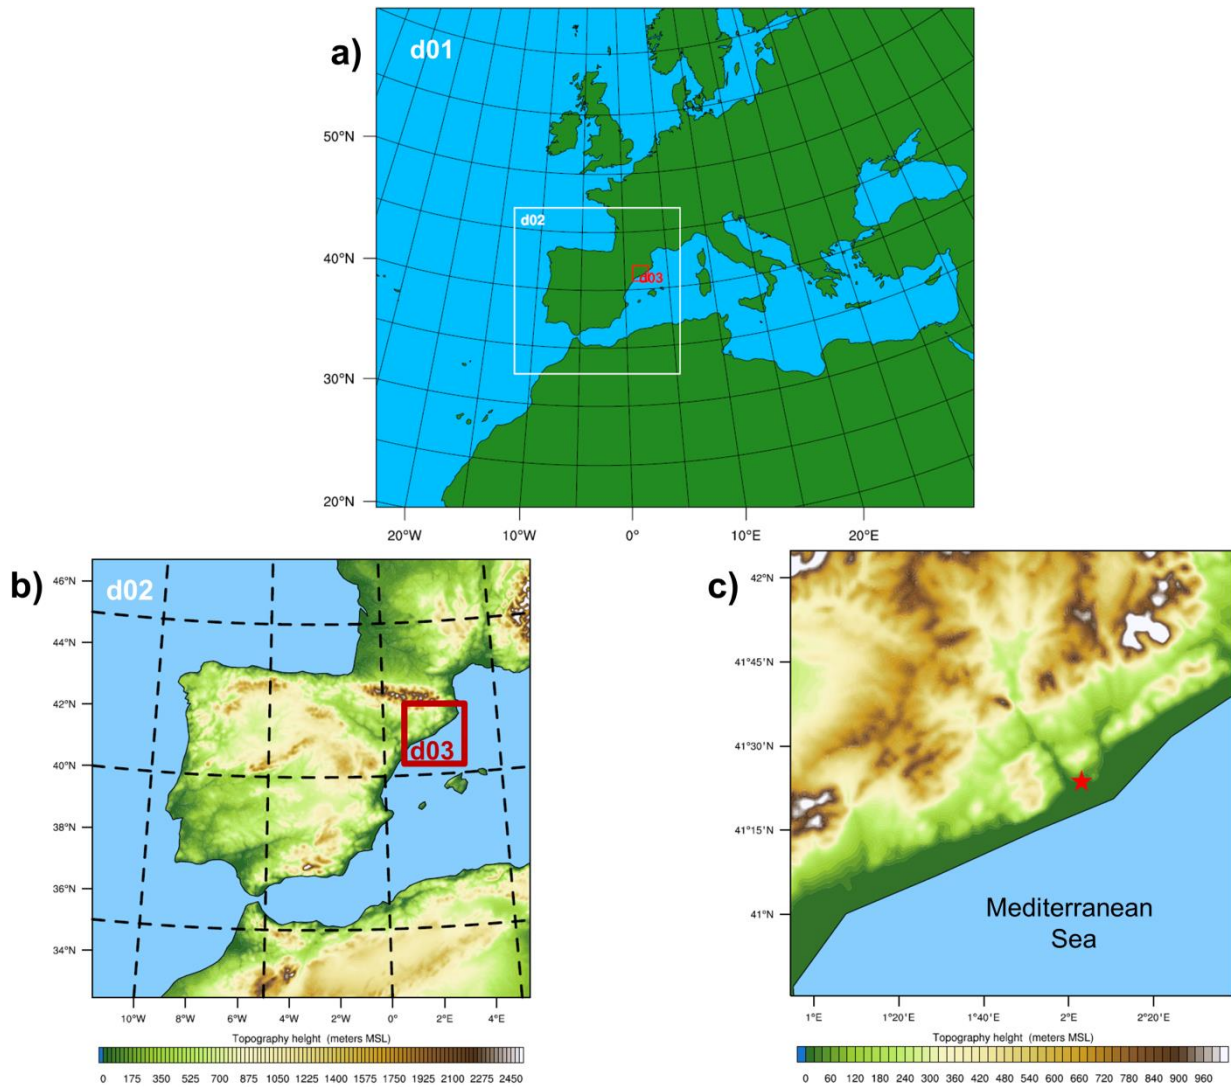 a)
d01
50°N
40°N
30°N
20°N
d02
d03
20°W
10°W
0°
10°E
20°E
b)
d02
46°N
44°N
42°N
40°N
38°N
36°N
34°N
d03
10°W
8°W
6°W
4°W
2°W
0°
2°E
4°E
Topography height (meters MSL)
0 175 350 525 700 875 1050 1225 1400 1575 1750 1925 2100 2275 2450
c)
42°N
41°45'N
41°30'N
41°15'N
41°N
Mediterranean
Sea
1°E
1°20'E
1°40'E
2°E
2°20'E
Topography height (meters MSL)
0 60 120 180 240 300 360 420 480 540 600 660 720 780 840 900 960